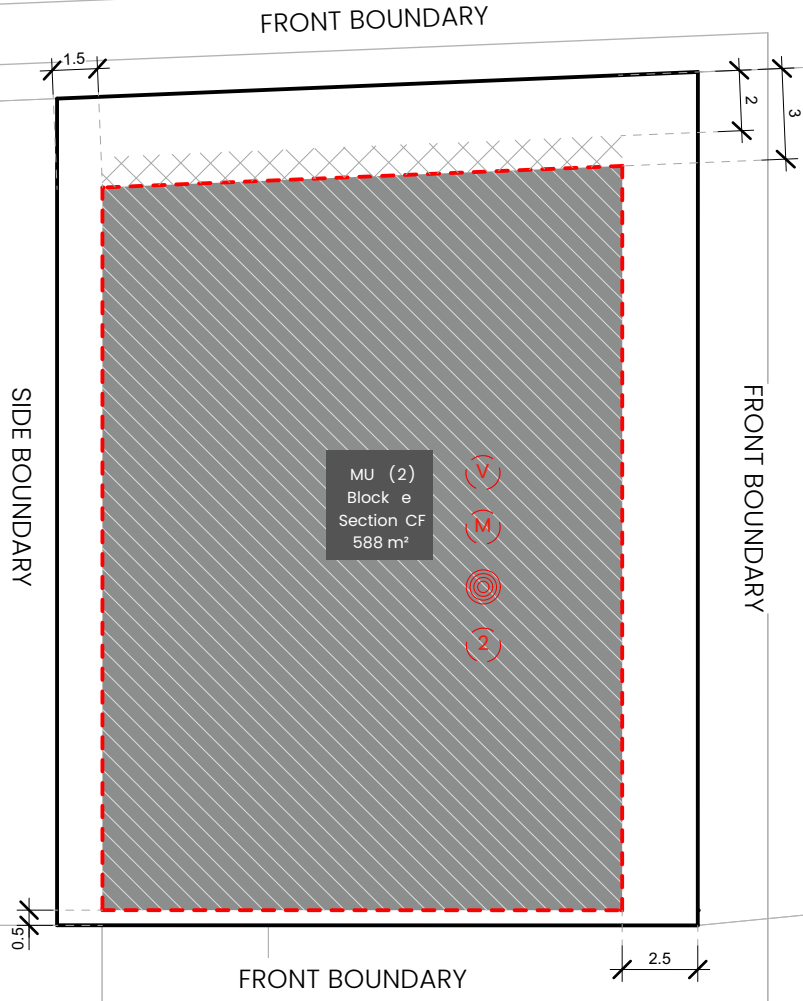 FRONT BOUNDARY
1.5
2
3
SIDE BOUNDARY
FRONT BOUNDARY
MU (2)
Block e
Section CF
588 m²
V
M
2
0.5
2.5
FRONT BOUNDARY